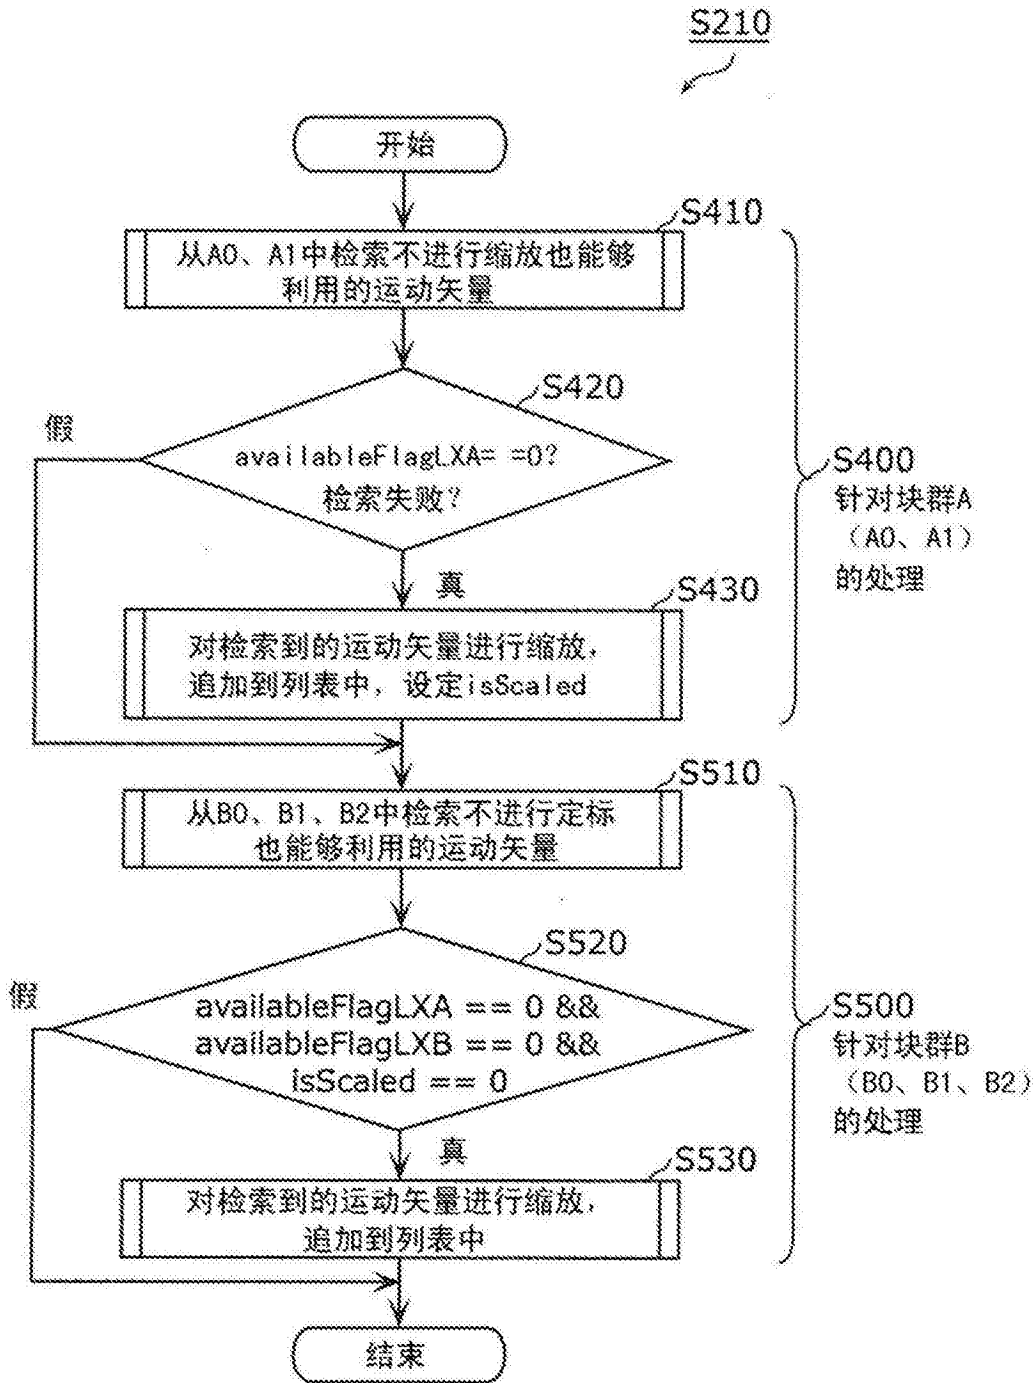 S210
开始
S410
从A0、A1中检索不进行缩放也能够
利用的运动矢量
S420
假
availableFlagLXA= =0?
检索失败?
S400
针对块群A
（A0、A1）
的处理
真
S430
对检索到的运动矢量进行缩放，
追加到列表中，设定isScaled
S510
从B0、B1、B2中检索不进行定标
也能够利用的运动矢量
S520
假
availableFlagLXA == 0 &&
availableFlagLXB == 0 &&
isScaled == 0
S500
针对块群B
（B0、B1、B2）
的处理
真
S530
对检索到的运动矢量进行缩放，
追加到列表中
结束